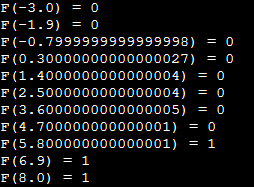 F(-3.0) = 0
F(-1.9) = 0
F(-0.7999999999999998) = 0
F(0.30000000000000027) = 0
F(1.4000000000000004) = 0
F(2.5000000000000004) = 0
F(3.6000000000000005) = 0
F(4.700000000000001) = 0
F(5.800000000000001) = 1
F(6.9) = 1
F(8.0) = 1